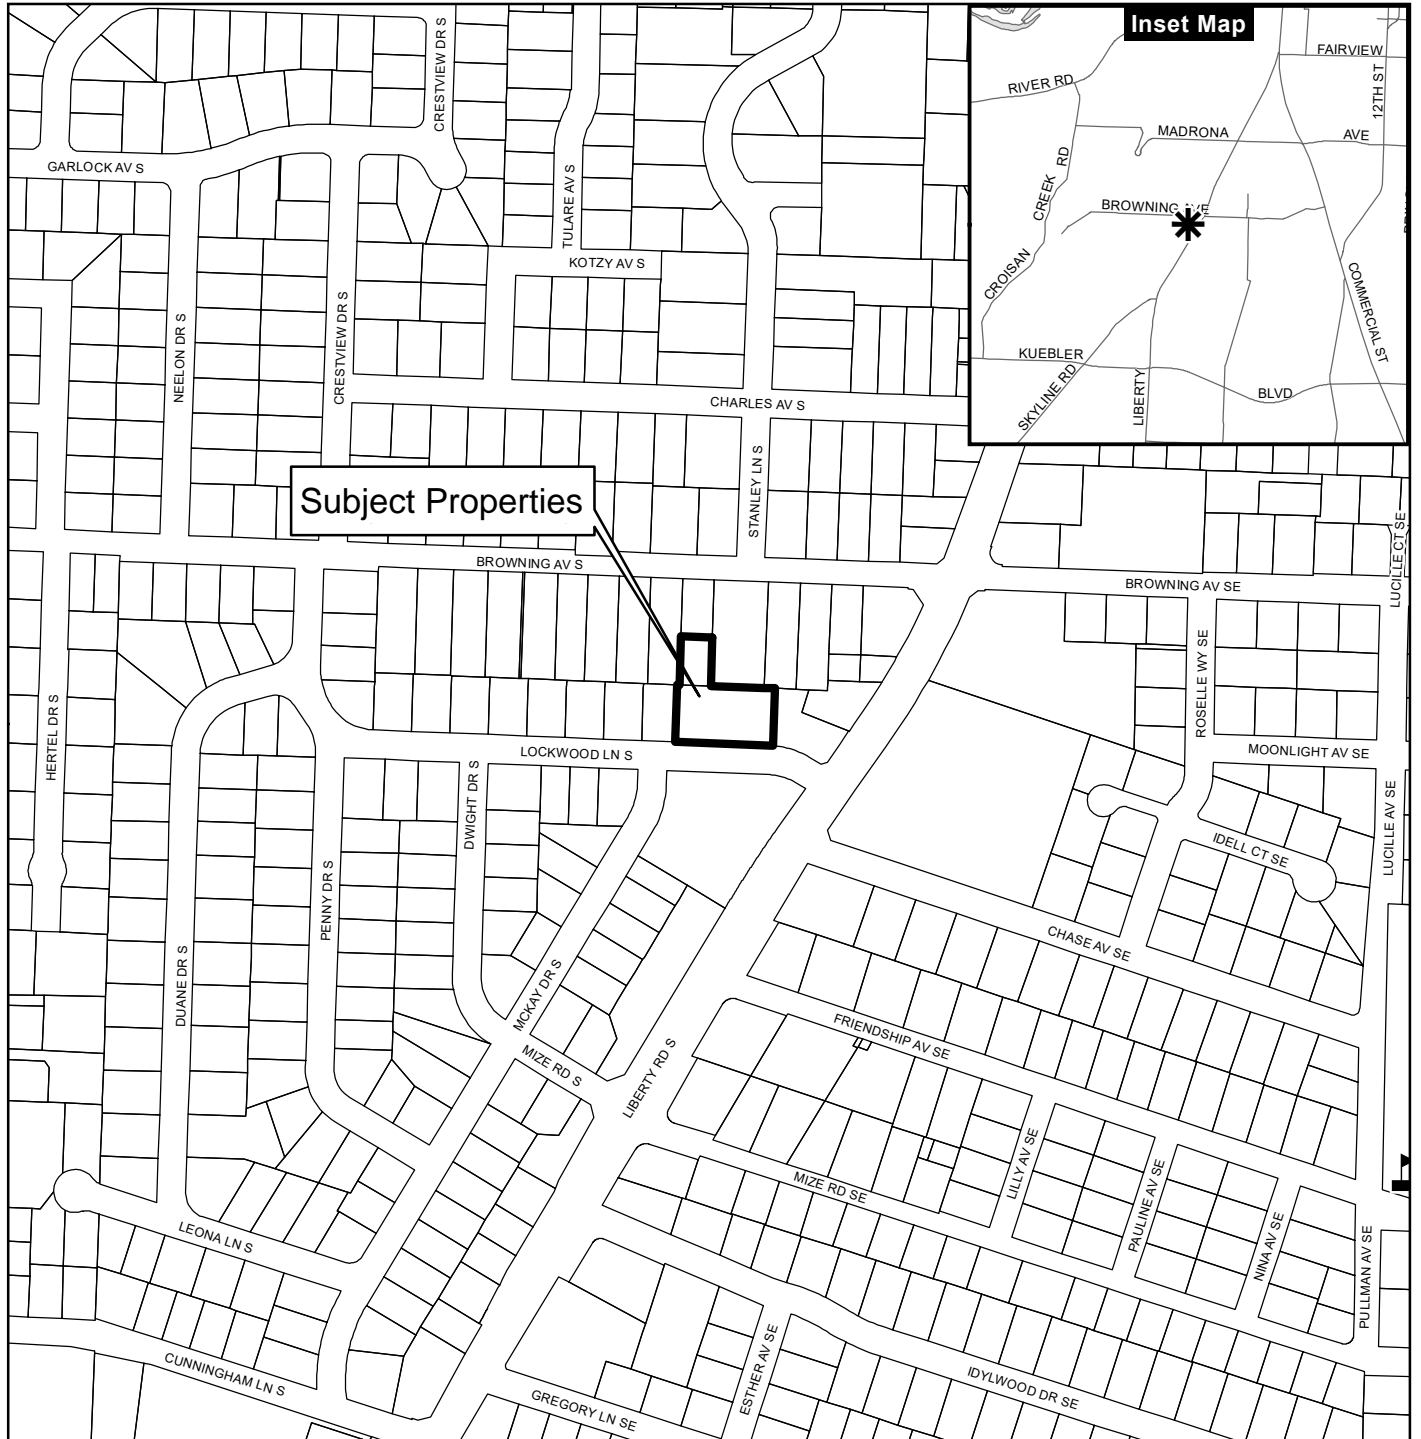 Inset Map
FAIRVIEW
12TH ST
RIVER RD
MADRONA
AVE
CREEK RD
CROISAN
BROWNING AVE
COMMERCIAL ST
KUEBLER
BLVD
SKYLINE RD
LIBERTY
CRESTVIEW DR S
GARLOCK AV S
TULARE AV S
KOTZY AV S
NEELON DR S
CRESTVIEW DR S
CHARLES AV S
STANLEY LN S
Subject Properties
BROWNING AV S
BROWNING AV SE
LUCILLE CT SE
ROSELLE WY SE
HERTEL DR S
LOCKWOOD LN S
MOONLIGHT AV SE
DWIGHT DR S
LUCILLE AV SE
IDELL CT SE
PENNY DR S
DUANE DR S
CHASE AV SE
MCKAY DR S
FRIENDSHIP AV SE
MIZE RD S
LIBERTY RD S
LILLY AV SE
MIZE RD SE
PAULINE AV SE
NINA AV SE
PULLMAN AV SE
LEONA LN S
CUNNINGHAM LN S
ESTHER AV SE
IDYLWOOD DR SE
GREGORY LN SE